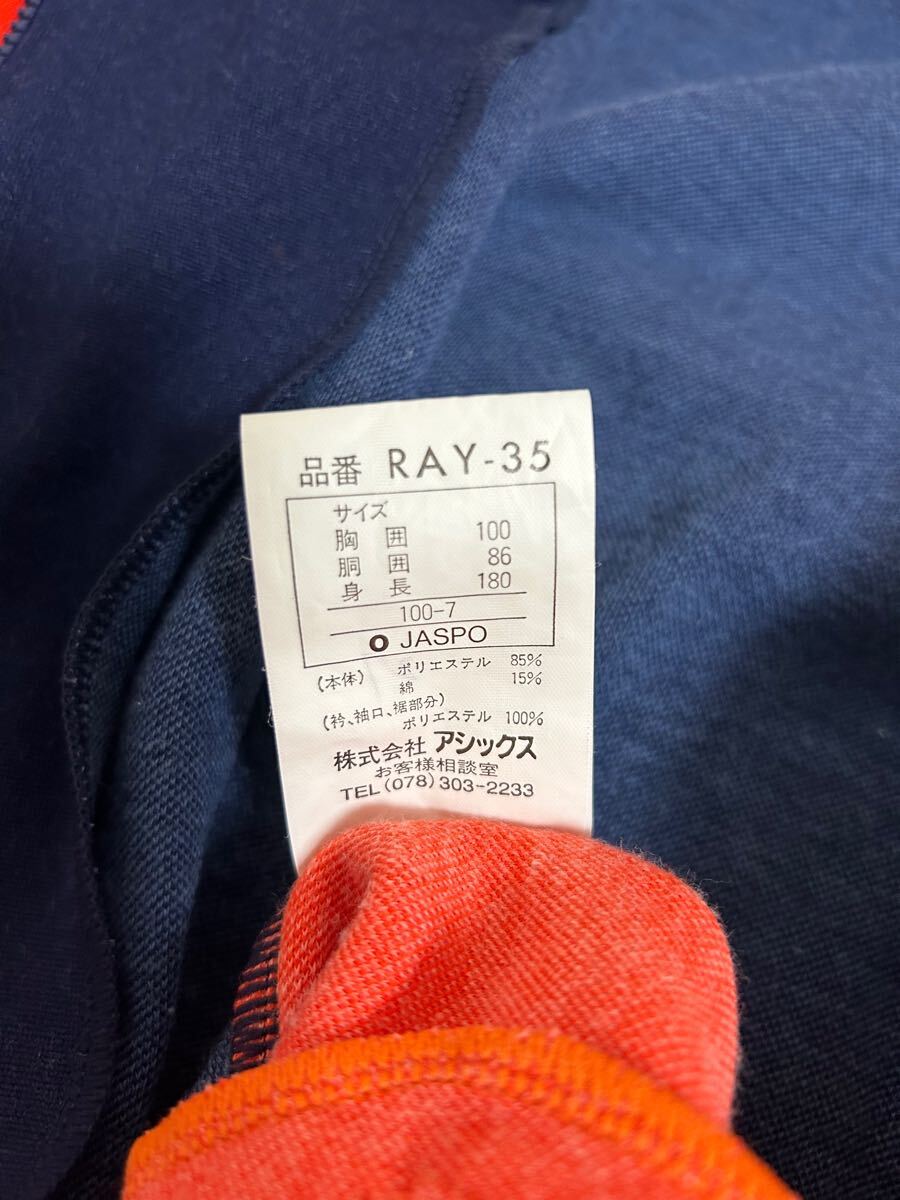 品番 RAY-35
サイズ
胸囲 100
胴囲 86
身長 180
100-7
O JASPO
(本体) ポリエステル 85%
綿 15%
(衿、袖口、裾部分)
ポリエステル 100%
株式会社 アシックス
お客様相談室
TEL(078)303-2233